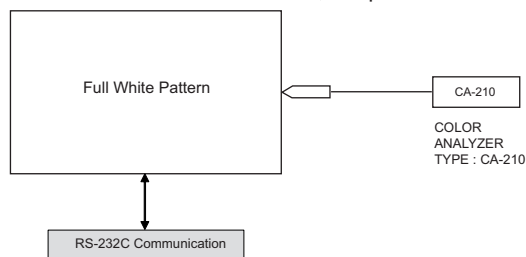 Full White Pattern
CA-210
COLOR
ANALYZER
TYPE : CA-210
RS-232C Communication